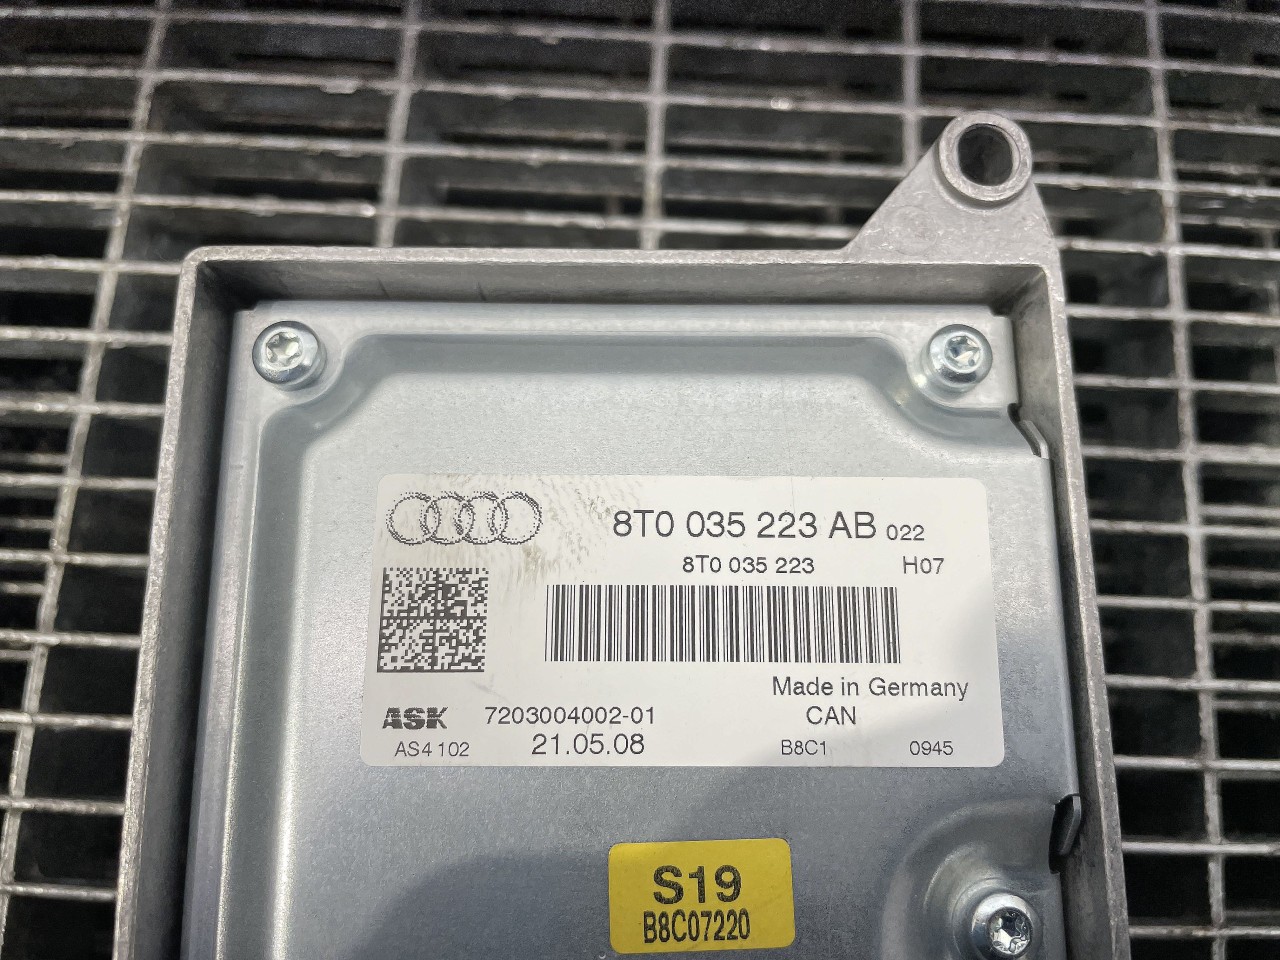 8T0 035 223 AB 022
8T0 035 223 H07
Made in Germany
ASK 7203004002-01 CAN
AS4 102 21.05.08 B8C1 0945
S19
B8C07220